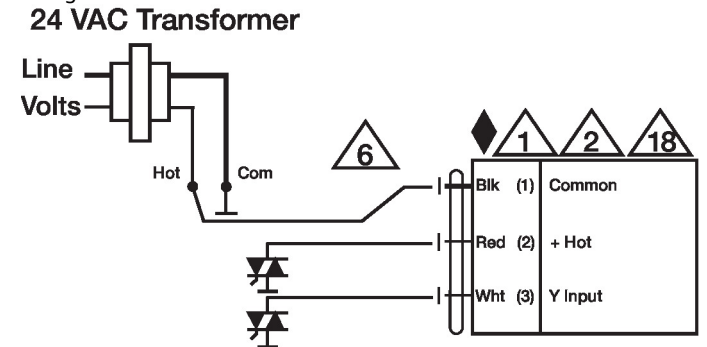 24 VAC Transformer
Line
Volts
Hot
Com
6
1
2
18
Blk (1) Common
Red (2) + Hot
Wht (3) Y Input